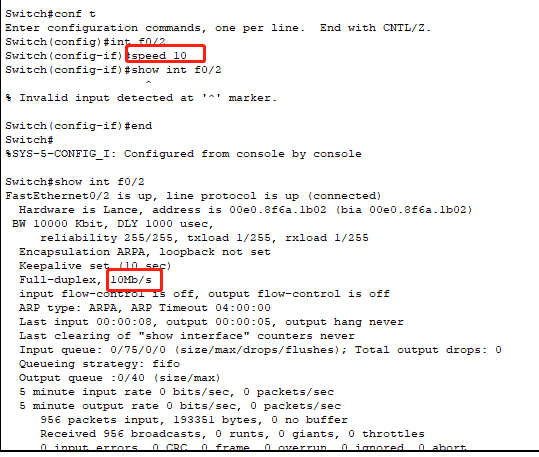 Switch#conf t
Enter configuration commands, one per line.  End with CNTL/Z.
Switch(config)#int f0/2
Switch(config-if)#speed 10
Switch(config-if)#show int f0/2
^
% Invalid input detected at '^' marker.
Switch(config-if)#end
Switch#
%SYS-5-CONFIG_I: Configured from console by console
Switch#show int f0/2
FastEthernet0/2 is up, line protocol is up (connected)
Hardware is Lance, address is 00e0.8f6a.1b02 (bia 00e0.8f6a.1b02)
BW 10000 Kbit, DLY 1000 usec,
reliability 255/255, txload 1/255, rxload 1/255
Encapsulation ARPA, loopback not set
Keepalive set (10 sec)
Full-duplex, 10Mb/s
input flow-control is off, output flow-control is off
ARP type: ARPA, ARP Timeout 04:00:00
Last input 00:00:08, output 00:00:05, output hang never
Last clearing of "show interface" counters never
Input queue: 0/75/0/0 (size/max/drops/flushes); Total output drops: 0
Queueing strategy: fifo
Output queue :0/40 (size/max)
5 minute input rate 0 bits/sec, 0 packets/sec
5 minute output rate 0 bits/sec, 0 packets/sec
956 packets input, 193351 bytes, 0 no buffer
Received 956 broadcasts, 0 runts, 0 giants, 0 throttles
0 input errors, 0 CRC, 0 frame, 0 overrun, 0 ignored, 0 abort